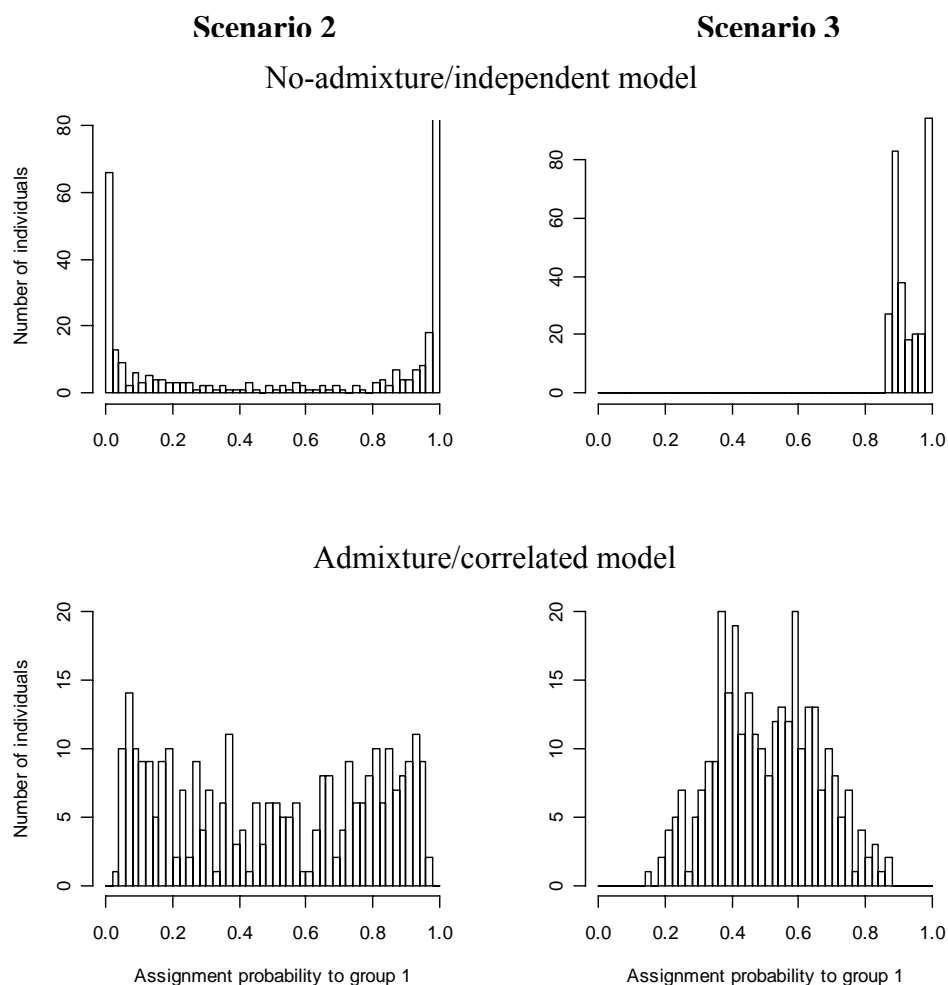 Scenario 2
Scenario 3
No-admixture/independent model
Number of individuals
80
60
40
20
0
0.0 0.2 0.4 0.6 0.8 1.0
80
60
40
20
0
0.0 0.2 0.4 0.6 0.8 1.0
Admixture/correlated model
Number of individuals
20
15
10
5
0
0.0 0.2 0.4 0.6 0.8 1.0
Assignment probability to group 1
20
15
10
5
0
0.0 0.2 0.4 0.6 0.8 1.0
Assignment probability to group 1